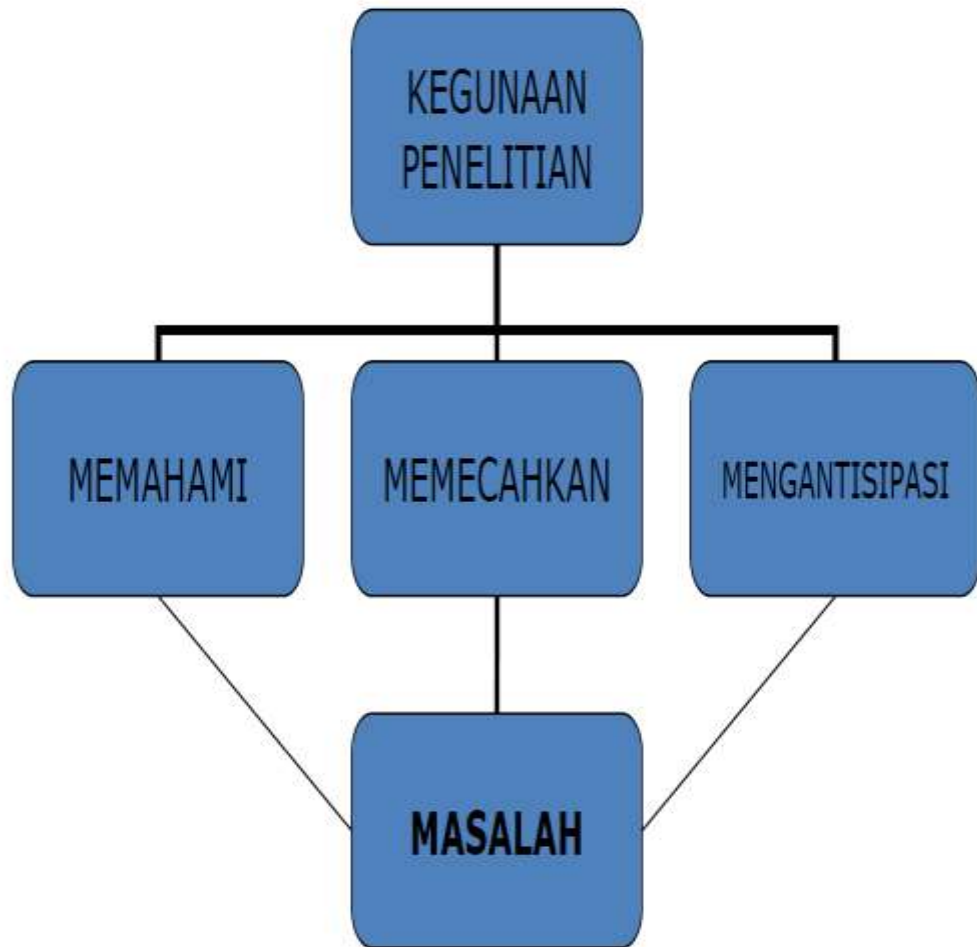 KEGUNAAN
PENELITIAN
MEMAHAMI
MEMECAHKAN
MENGANTISIPASI
MASALAH